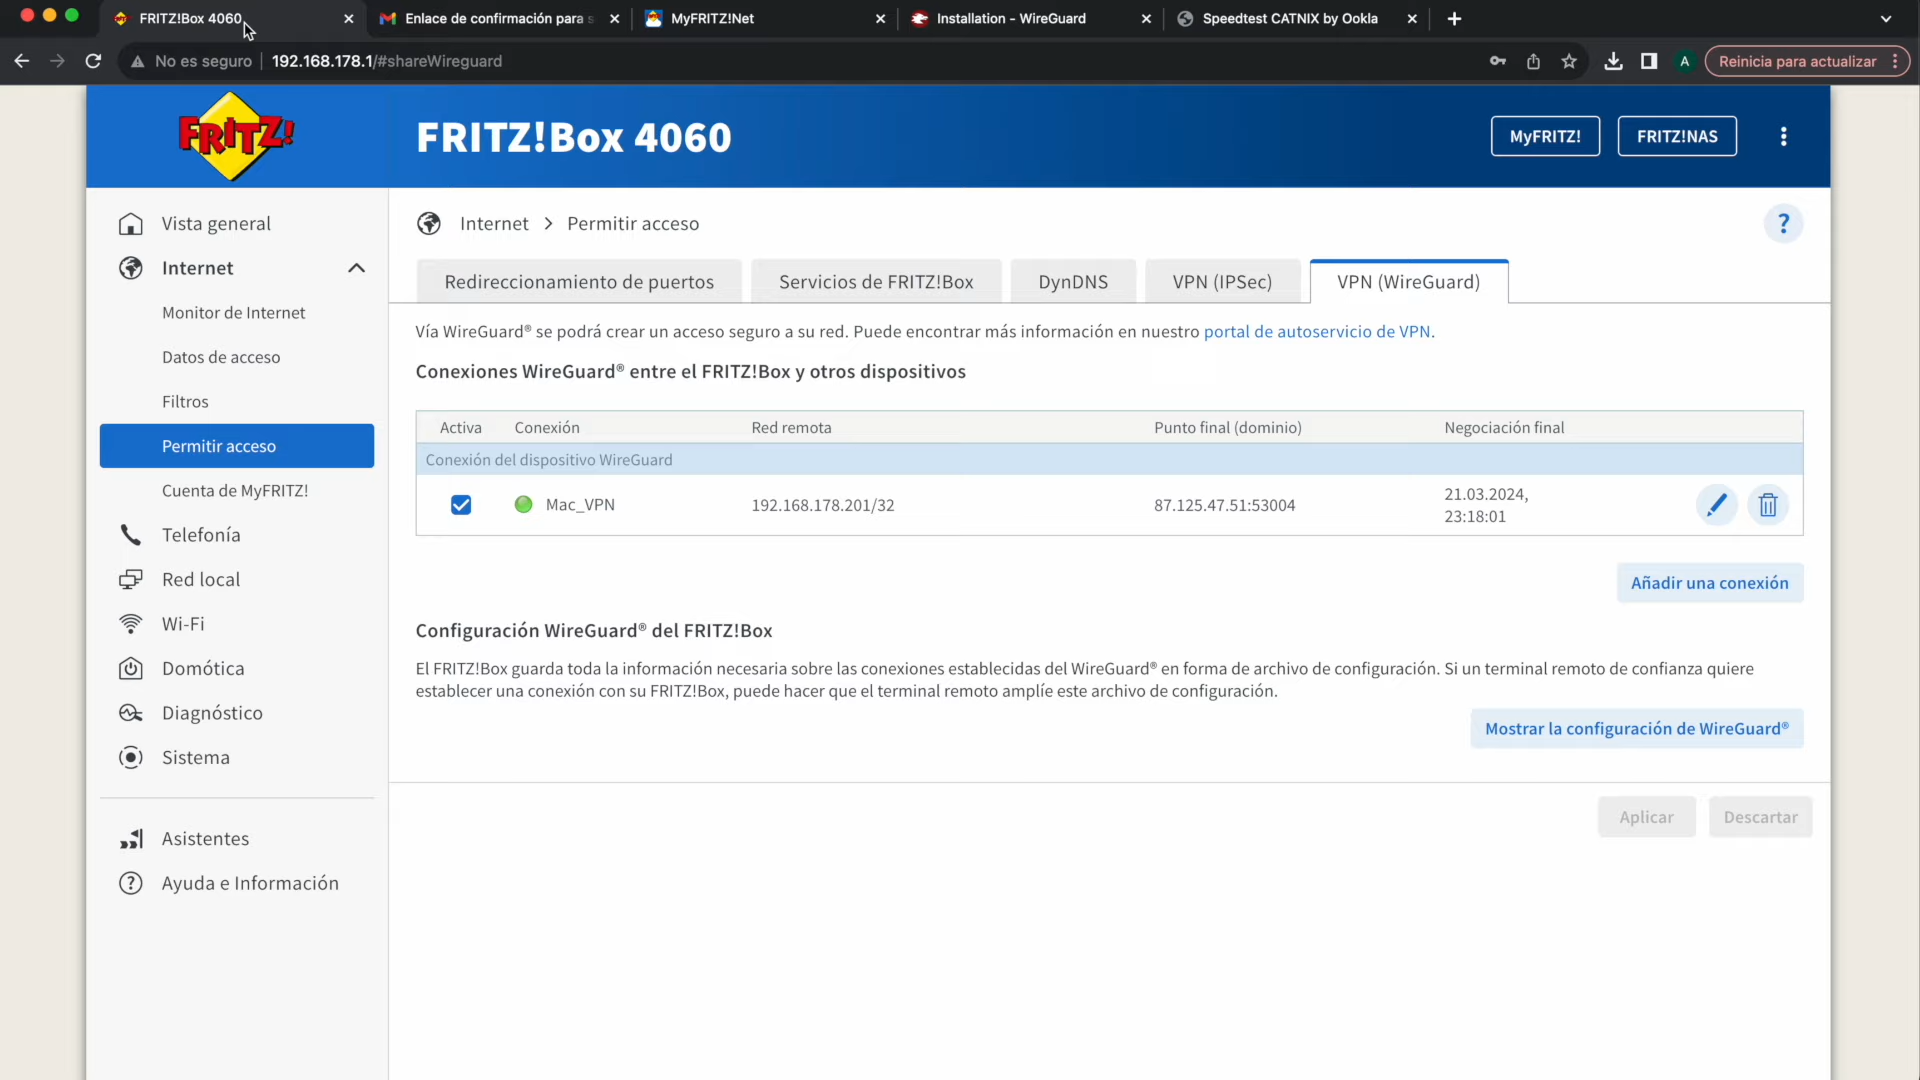 FRITZ!Box 4060
Enlace de confirmación para s
MyFRITZ!Net
Installation - WireGuard
Speedtest CATNIX by Ookla
No es seguro
192.168.178.1/#shareWireguard
A
Reinicia para actualizar
FRITZ!
FRITZ!Box 4060
MyFRITZ!
FRITZ!NAS
Vista general
Internet
Monitor de Internet
Datos de acceso
Filtros
Permitir acceso
Cuenta de MyFRITZ!
Telefonía
Red local
Wi-Fi
Domótica
Diagnóstico
Sistema
Asistentes
Ayuda e Información
Internet > Permitir acceso
?
Redireccionamiento de puertos
Servicios de FRITZ!Box
DynDNS
VPN (IPSec)
VPN (WireGuard)
Vía WireGuard® se podrá crear un acceso seguro a su red. Puede encontrar más información en nuestro portal de autoservicio de VPN.
Conexiones WireGuard® entre el FRITZ!Box y otros dispositivos
Activa Conexión Red remota Punto final (dominio) Negociación final
Conexión del dispositivo WireGuard
Mac_VPN 192.168.178.201/32 87.125.47.51:53004 21.03.2024,
23:18:01
Añadir una conexión
Configuración WireGuard® del FRITZ!Box
El FRITZ!Box guarda toda la información necesaria sobre las conexiones establecidas del WireGuard® en forma de archivo de configuración. Si un terminal remoto de confianza quiere
establecer una conexión con su FRITZ!Box, puede hacer que el terminal remoto amplíe este archivo de configuración.
Mostrar la configuración de WireGuard®
Aplicar
Descartar